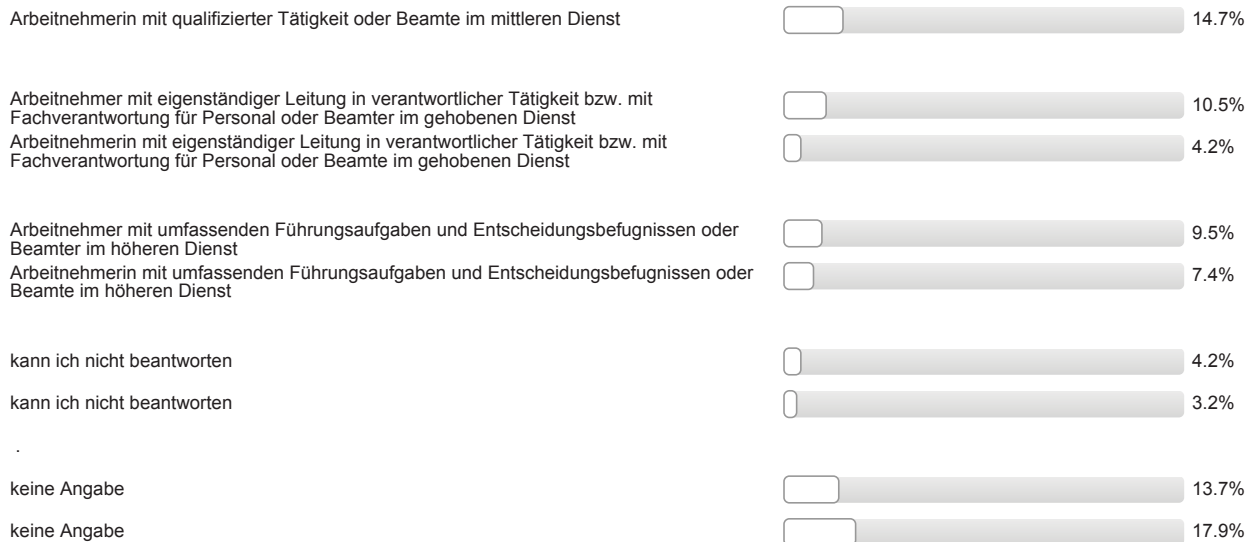 Arbeitnehmerin mit qualifizierter Tätigkeit oder Beamte im mittleren Dienst 14.7%
Arbeitnehmer mit eigenständiger Leitung in verantwortlicher Tätigkeit bzw. mit
Fachverantwortung für Personal oder Beamter im gehobenen Dienst 10.5%
Arbeitnehmerin mit eigenständiger Leitung in verantwortlicher Tätigkeit bzw. mit
Fachverantwortung für Personal oder Beamte im gehobenen Dienst 4.2%
Arbeitnehmer mit umfassenden Führungsaufgaben und Entscheidungsbefugnissen oder
Beamter im höheren Dienst 9.5%
Arbeitnehmerin mit umfassenden Führungsaufgaben und Entscheidungsbefugnissen oder
Beamte im höheren Dienst 7.4%
kann ich nicht beantworten 4.2%
kann ich nicht beantworten 3.2%
.
keine Angabe 13.7%
keine Angabe 17.9%